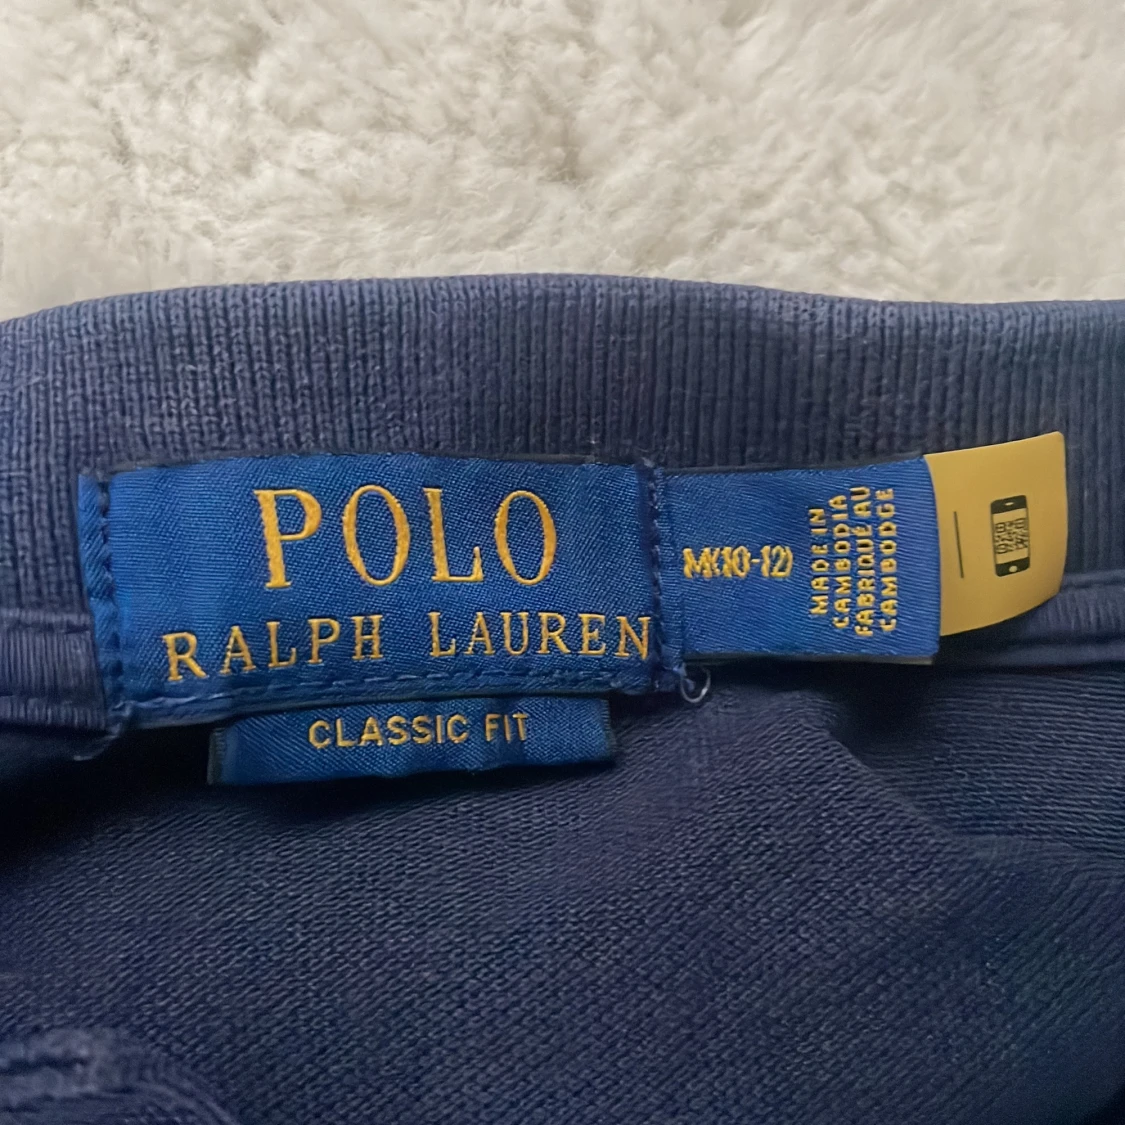 POLO
RALPH LAUREN
CLASSIC FIT
M(10-12)
MADE IN
CAMBODIA
FABRIQUÉ AU
CAMBODGE